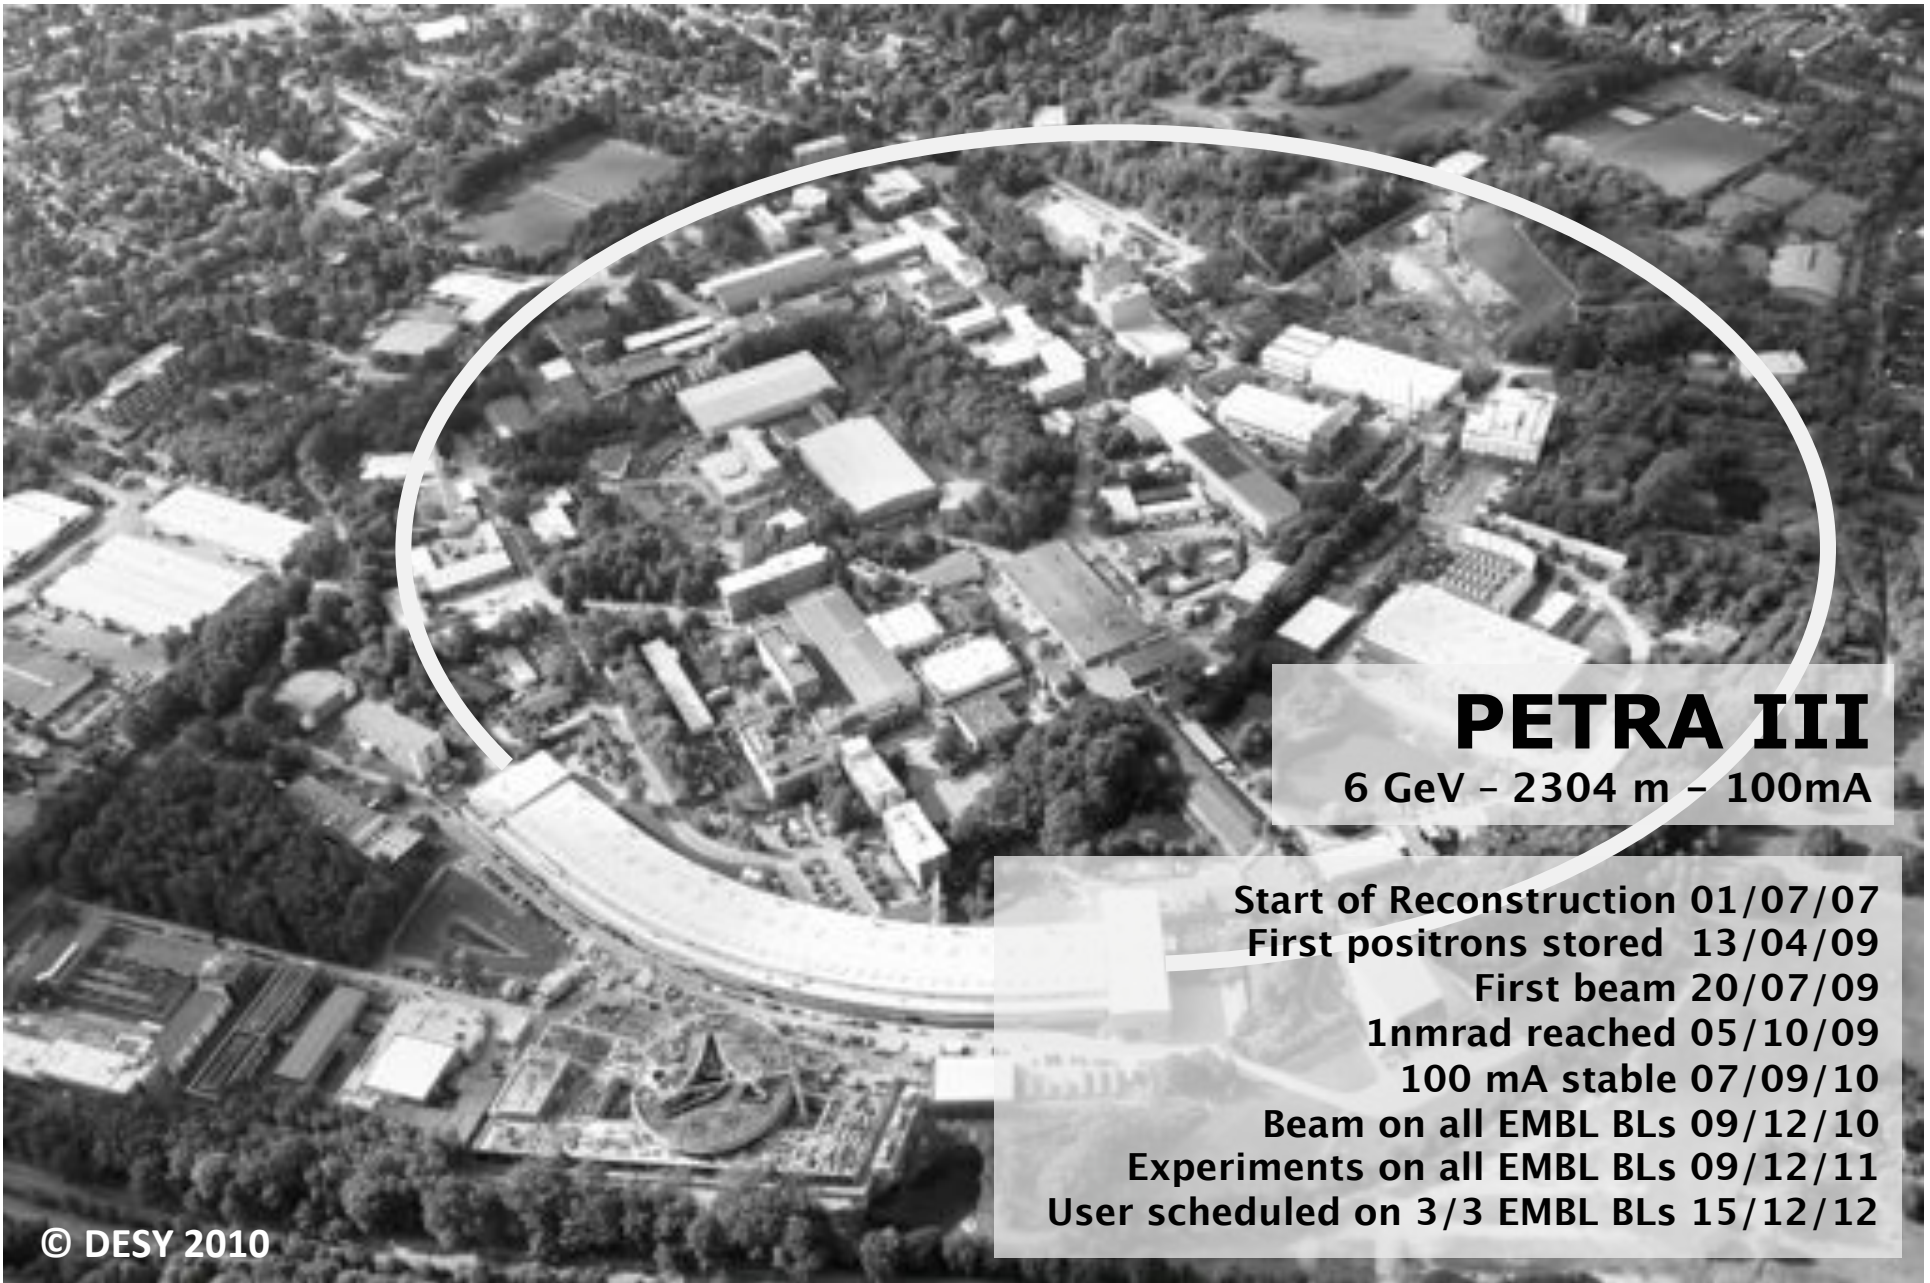 PETRA III
6 GeV – 2304 m – 100mA
Start of Reconstruction 01/07/07
First positrons stored 13/04/09
First beam 20/07/09
1nmrad reached 05/10/09
100 mA stable 07/09/10
Beam on all EMBL BLs 09/12/10
Experiments on all EMBL BLs 09/12/11
User scheduled on 3/3 EMBL BLs 15/12/12
© DESY 2010